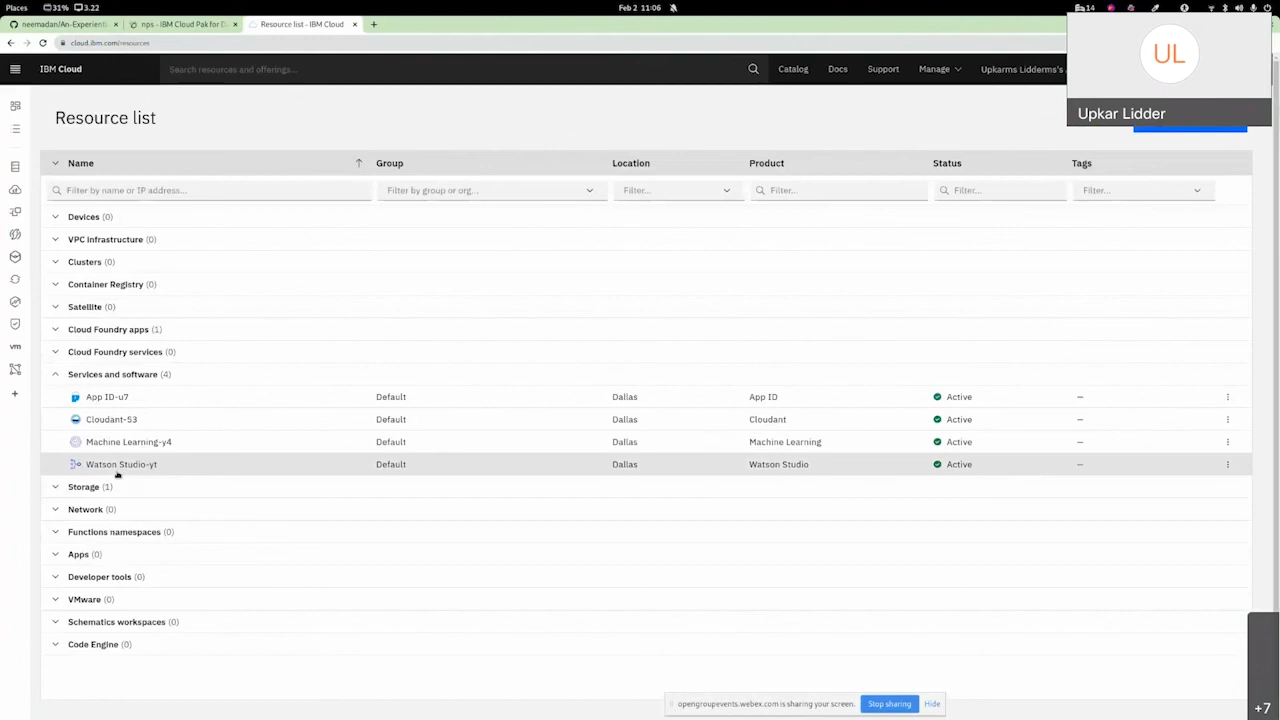 Places 31% 3.22 Feb 2 11:06 14
neemadan/An-Experienti × nps - IBM Cloud Pak for Da × Resource list - IBM Cloud × +
cloud.ibm.com/resources
IBM Cloud Search resources and offerings... Catalog Docs Support Manage Upkarms Lidderms's
UL
Upkar Lidder
Resource list
Name Group Location Product Status Tags
Filter by name or IP address... Filter by group or org... Filter... Filter... Filter... Filter...
Devices (0)
VPC infrastructure (0)
Clusters (0)
Container Registry (0)
Satellite (0)
Cloud Foundry apps (1)
Cloud Foundry services (0)
Services and software (4)
App ID-u7 Default Dallas App ID Active —
Cloudant-53 Default Dallas Cloudant Active —
Machine Learning-y4 Default Dallas Machine Learning Active —
Watson Studio-yt Default Dallas Watson Studio Active —
Storage (1)
Network (0)
Functions namespaces (0)
Apps (0)
Developer tools (0)
VMware (0)
Schematics workspaces (0)
Code Engine (0)
vm
opengroupevents.webex.com is sharing your screen. Stop sharing Hide
+7